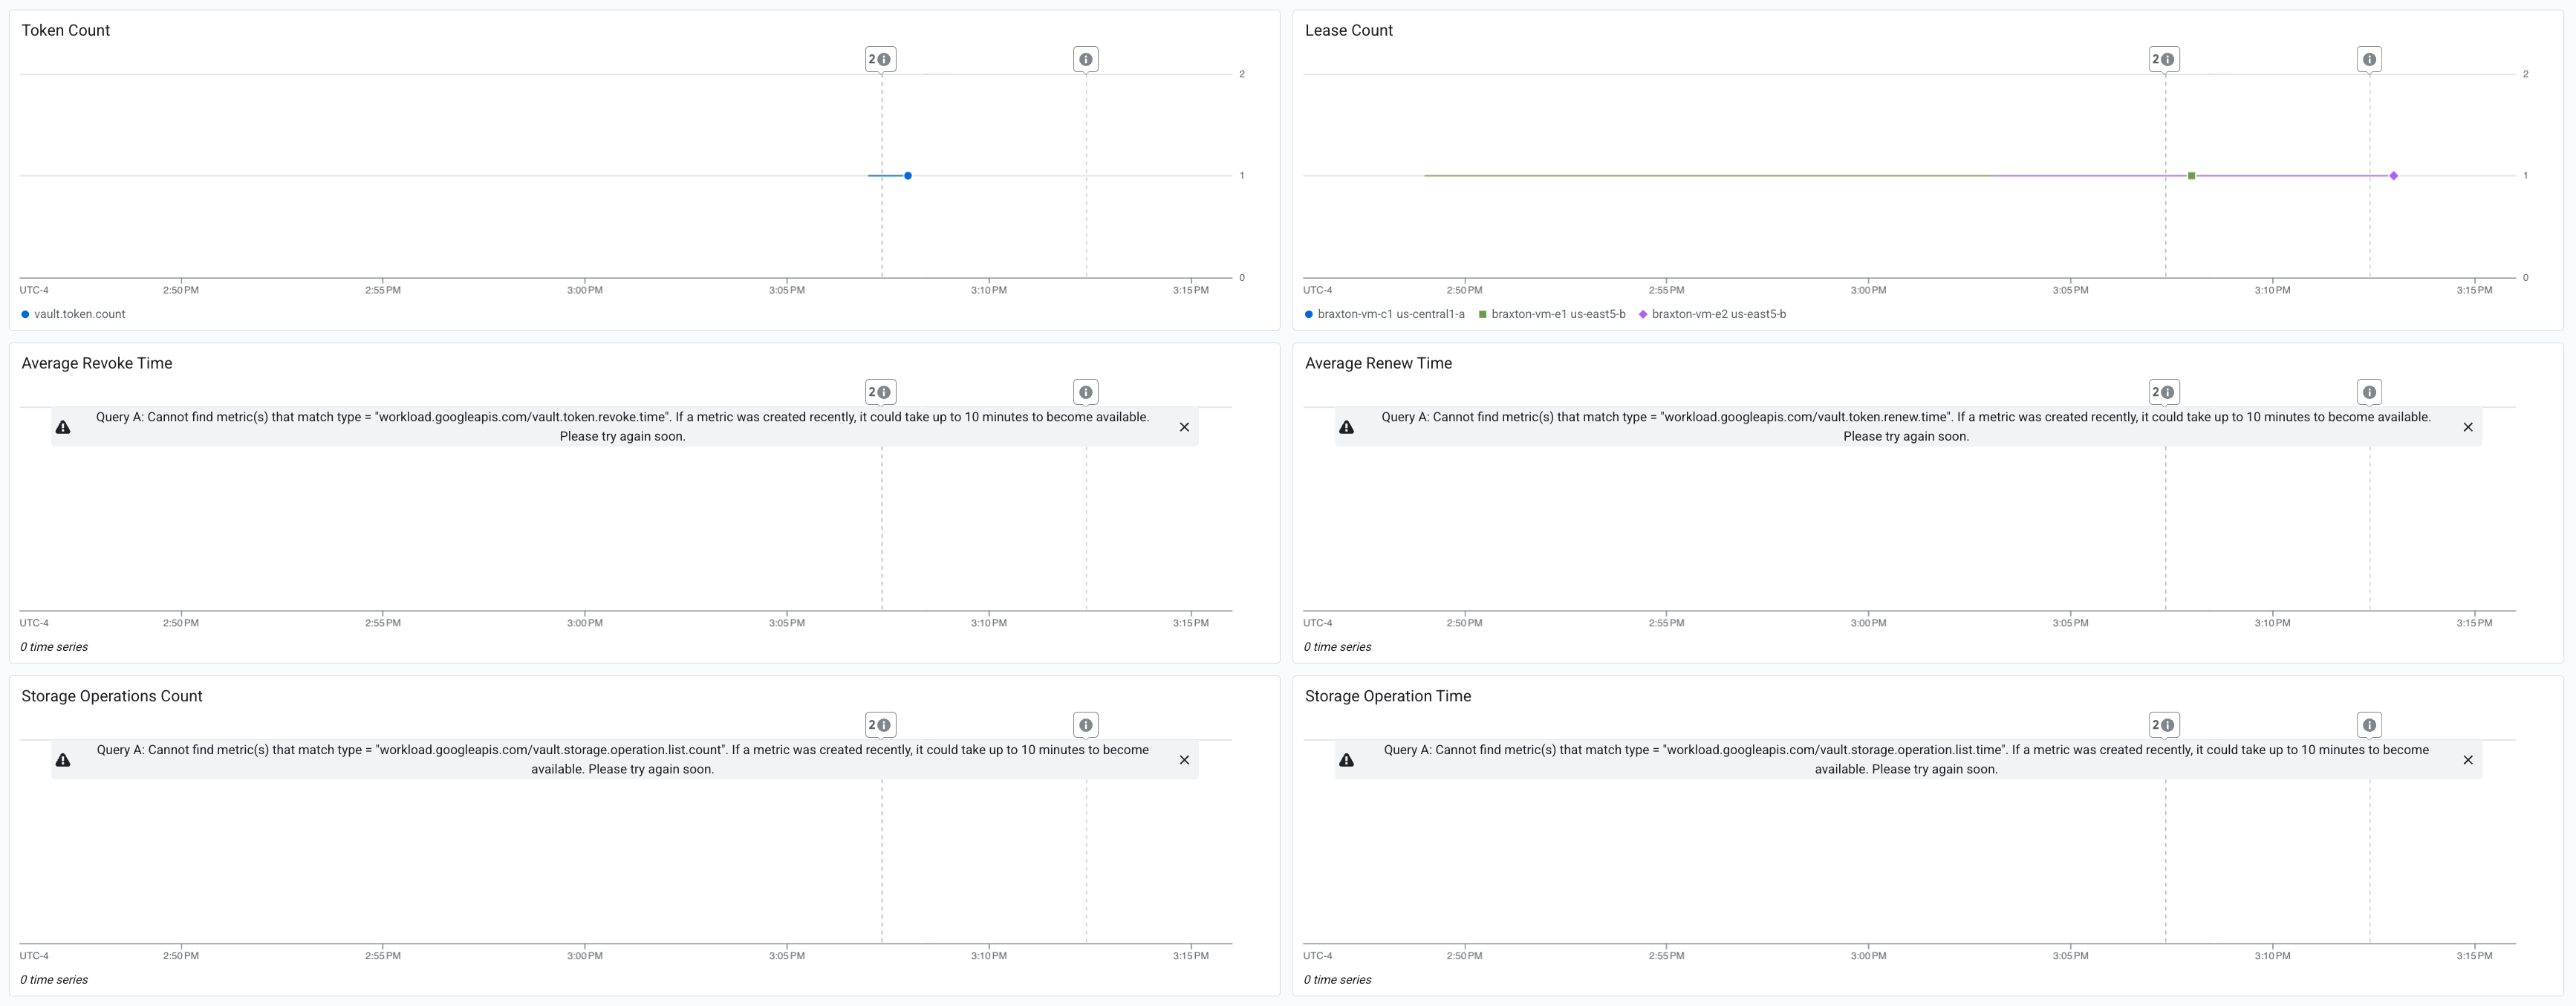 Token Count
2
2
1
0
UTC-4 2:50 PM 2:55 PM 3:00 PM 3:05 PM 3:10 PM 3:15 PM
vault.token.count
Lease Count
2
2
1
0
UTC-4 2:50 PM 2:55 PM 3:00 PM 3:05 PM 3:10 PM 3:15 PM
braxton-vm-c1 us-central1-a braxton-vm-e1 us-east5-b braxton-vm-e2 us-east5-b
Average Revoke Time
2
Query A: Cannot find metric(s) that match type = "workload.googleapis.com/vault.token.revoke.time". If a metric was created recently, it could take up to 10 minutes to become available.
Please try again soon.
UTC-4 2:50 PM 2:55 PM 3:00 PM 3:05 PM 3:10 PM 3:15 PM
0 time series
Average Renew Time
2
Query A: Cannot find metric(s) that match type = "workload.googleapis.com/vault.token.renew.time". If a metric was created recently, it could take up to 10 minutes to become available.
Please try again soon.
UTC-4 2:50 PM 2:55 PM 3:00 PM 3:05 PM 3:10 PM 3:15 PM
0 time series
Storage Operations Count
2
Query A: Cannot find metric(s) that match type = "workload.googleapis.com/vault.storage.operation.list.count". If a metric was created recently, it could take up to 10 minutes to become
available. Please try again soon.
UTC-4 2:50 PM 2:55 PM 3:00 PM 3:05 PM 3:10 PM 3:15 PM
0 time series
Storage Operation Time
2
Query A: Cannot find metric(s) that match type = "workload.googleapis.com/vault.storage.operation.list.time". If a metric was created recently, it could take up to 10 minutes to become
available. Please try again soon.
UTC-4 2:50 PM 2:55 PM 3:00 PM 3:05 PM 3:10 PM 3:15 PM
0 time series